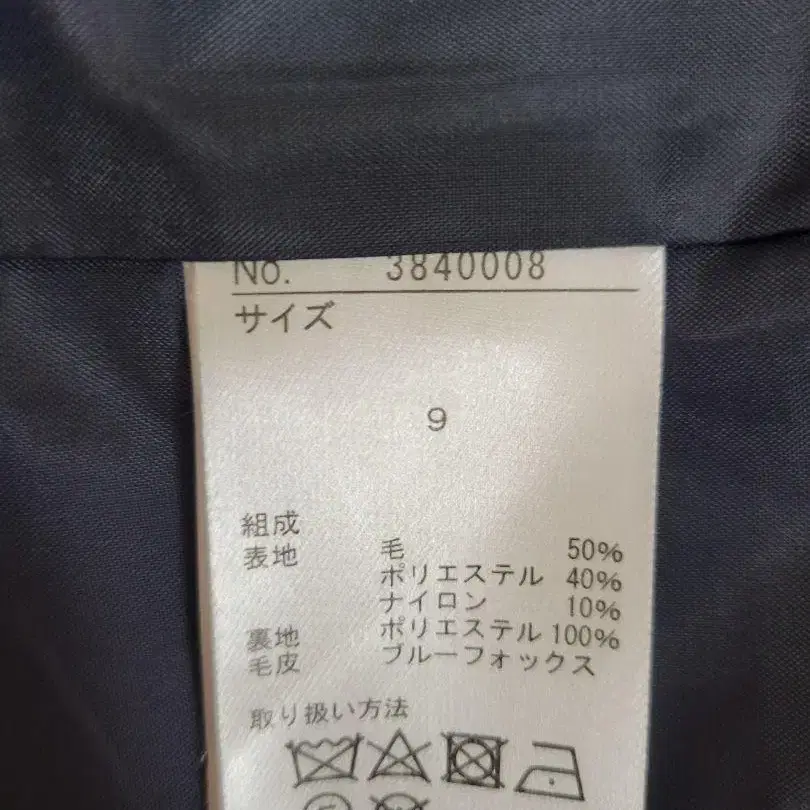 No. 3840008
サイズ
9
組成
表地 毛 50%
ポリエステル 40%
ナイロン 10%
裏地 ポリエステル 100%
毛皮 ブルーフォックス
取り扱い方法